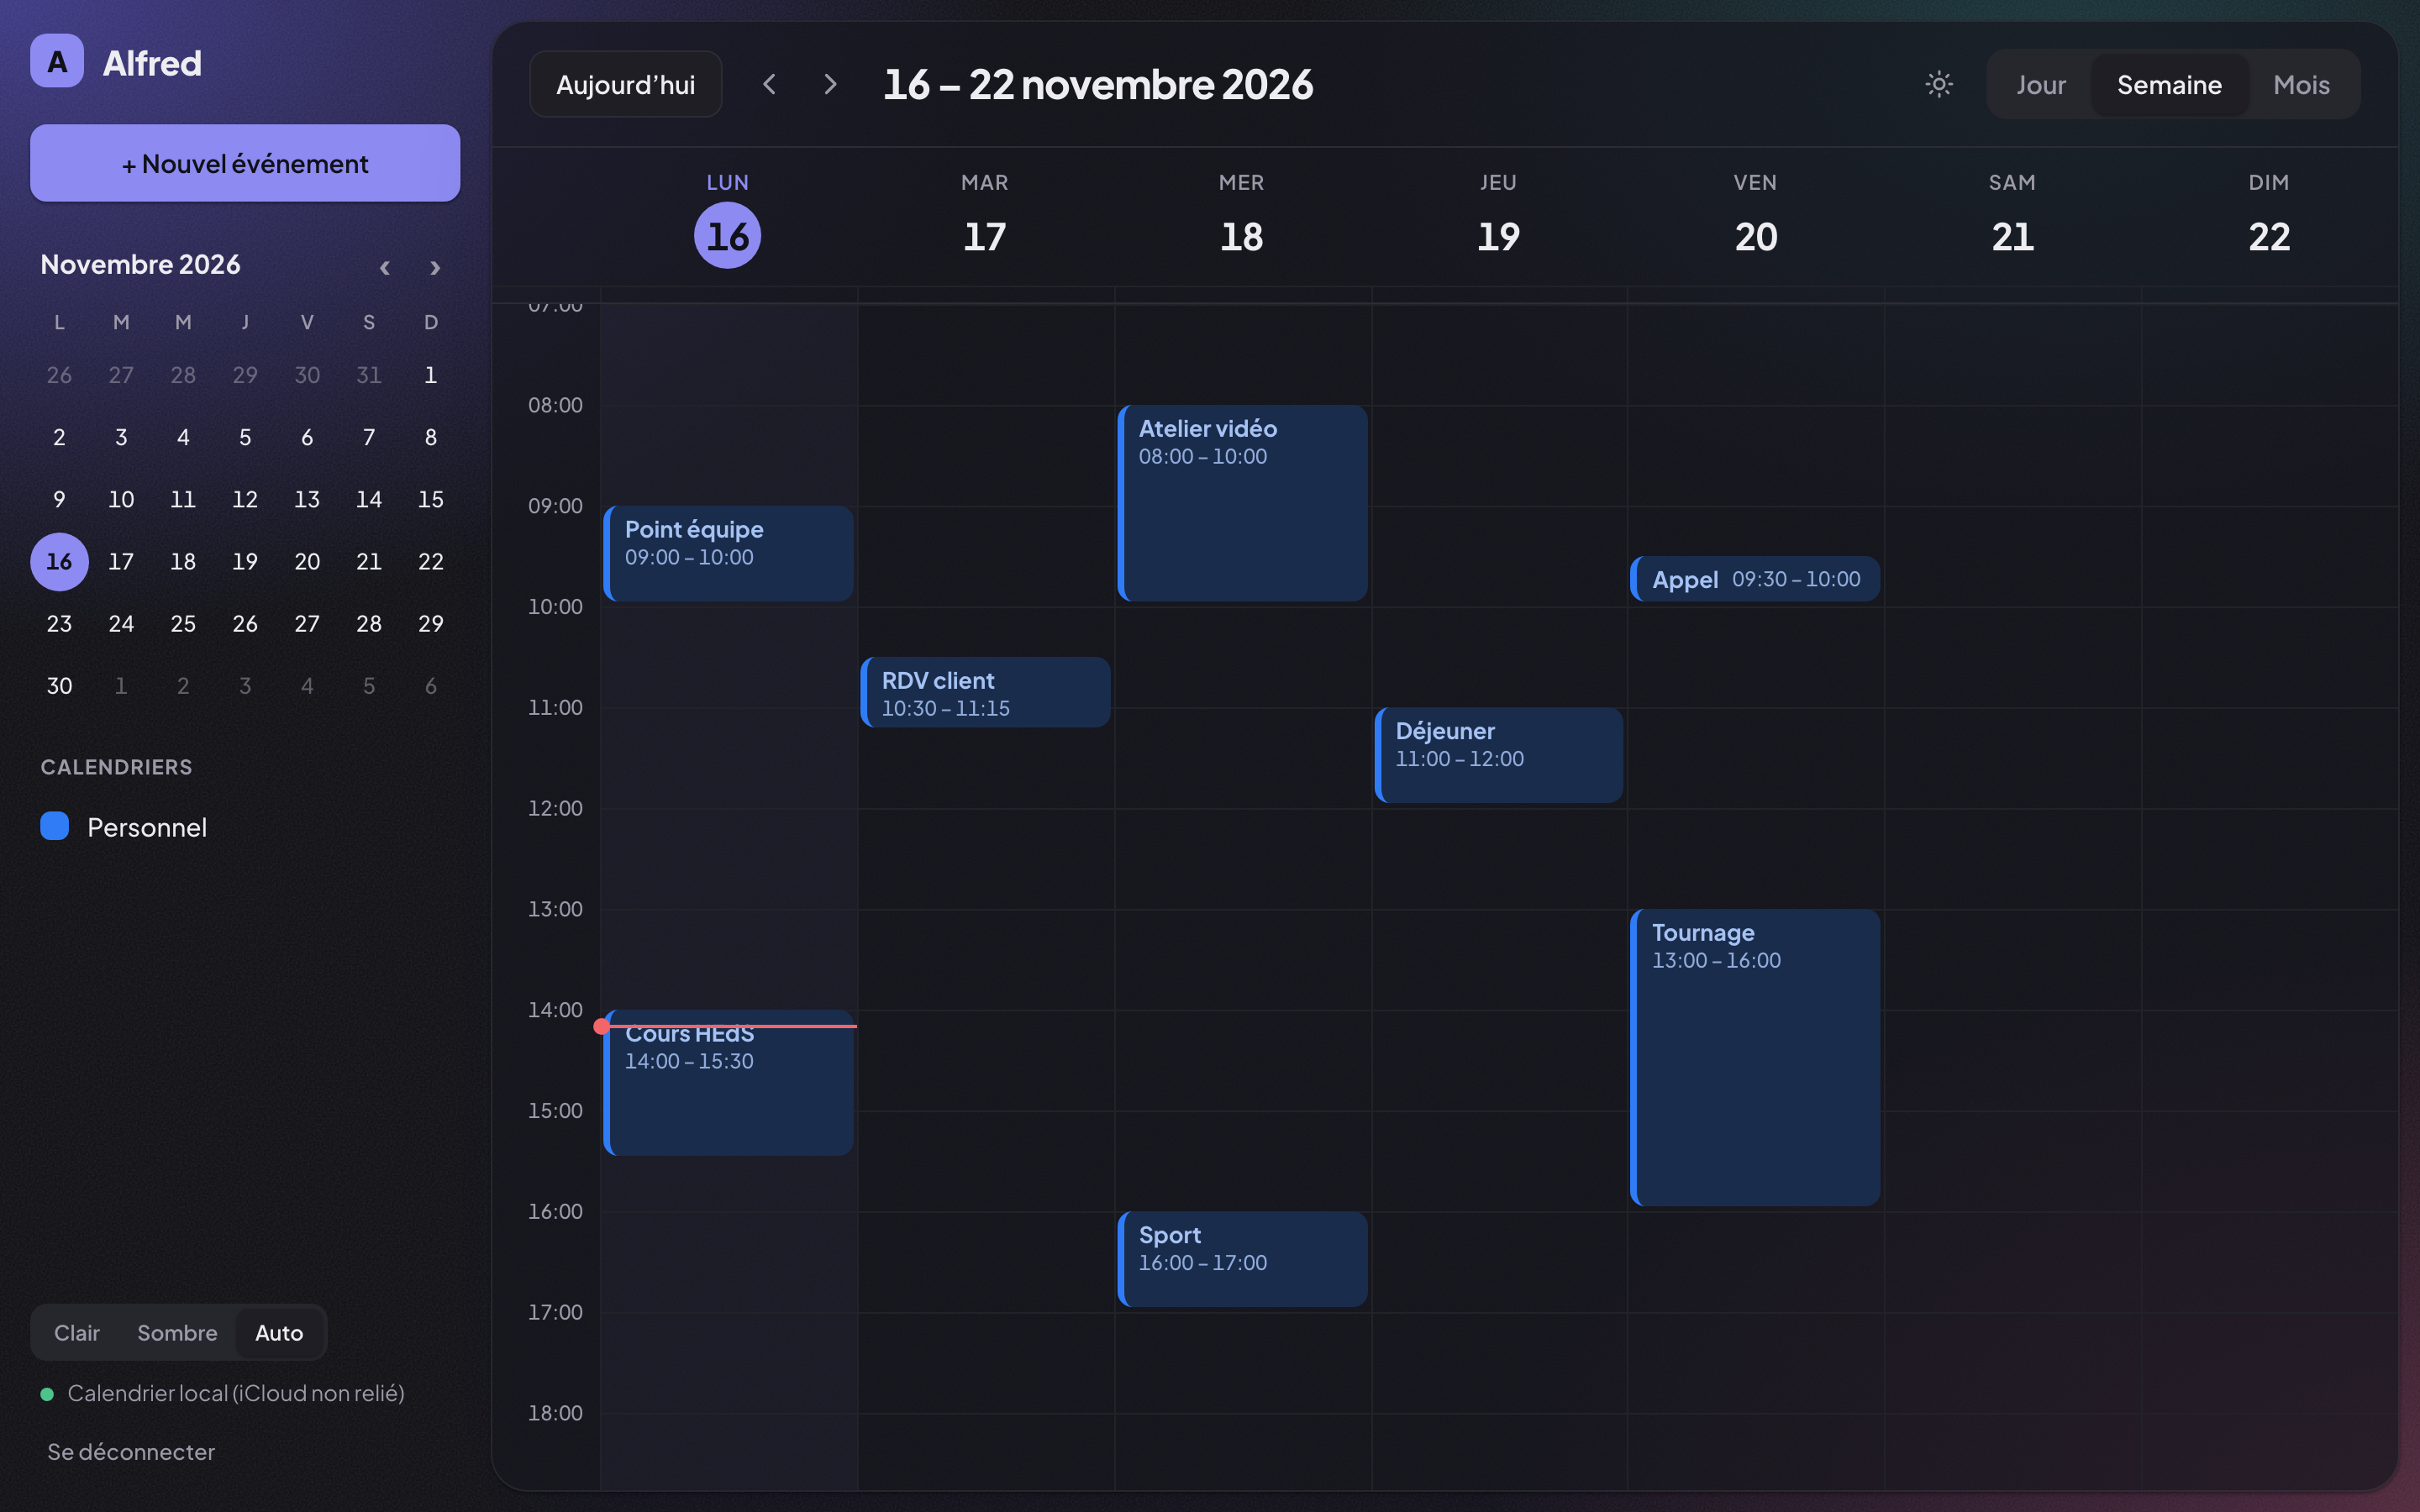 A Alfred
+ Nouvel événement
Novembre 2026 ‹ ›
L M M J V S D
26 27 28 29 30 31 1
2 3 4 5 6 7 8
9 10 11 12 13 14 15
16 17 18 19 20 21 22
23 24 25 26 27 28 29
30 1 2 3 4 5 6
CALENDRIERS
Personnel
Clair Sombre Auto
Calendrier local (iCloud non relié)
Se déconnecter
Aujourd’hui 16 – 22 novembre 2026 Jour Semaine Mois
LUN MAR MER JEU VEN SAM DIM
16 17 18 19 20 21 22
07:00
08:00
Atelier vidéo
08:00 – 10:00
09:00
Point équipe
09:00 – 10:00
Appel 09:30 – 10:00
10:00
RDV client
10:30 – 11:15
11:00
Déjeuner
11:00 – 12:00
12:00
13:00
Tournage
13:00 – 16:00
14:00
Cours HEdS
14:00 – 15:30
15:00
16:00
Sport
16:00 – 17:00
17:00
18:00